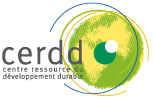 cerdd
centre ressource du
développement durable